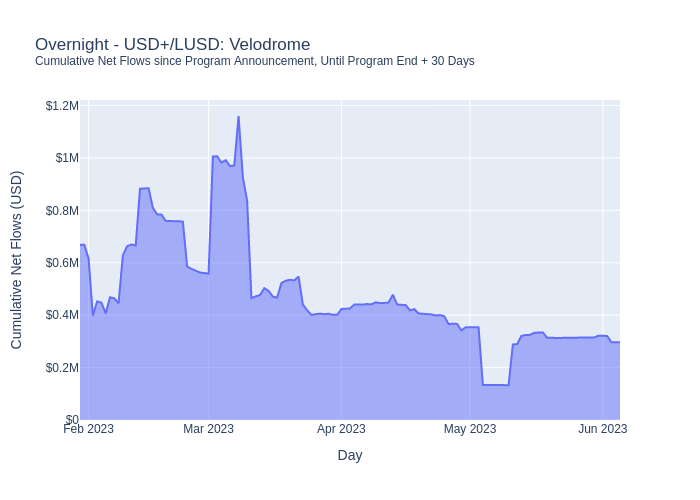 Overnight - USD+/LUSD: Velodrome
Cumulative Net Flows since Program Announcement, Until Program End + 30 Days
Cumulative Net Flows (USD)
$1.2M
$1M
$0.8M
$0.6M
$0.4M
$0.2M
$0
Feb 2023 Mar 2023 Apr 2023 May 2023 Jun 2023
Day